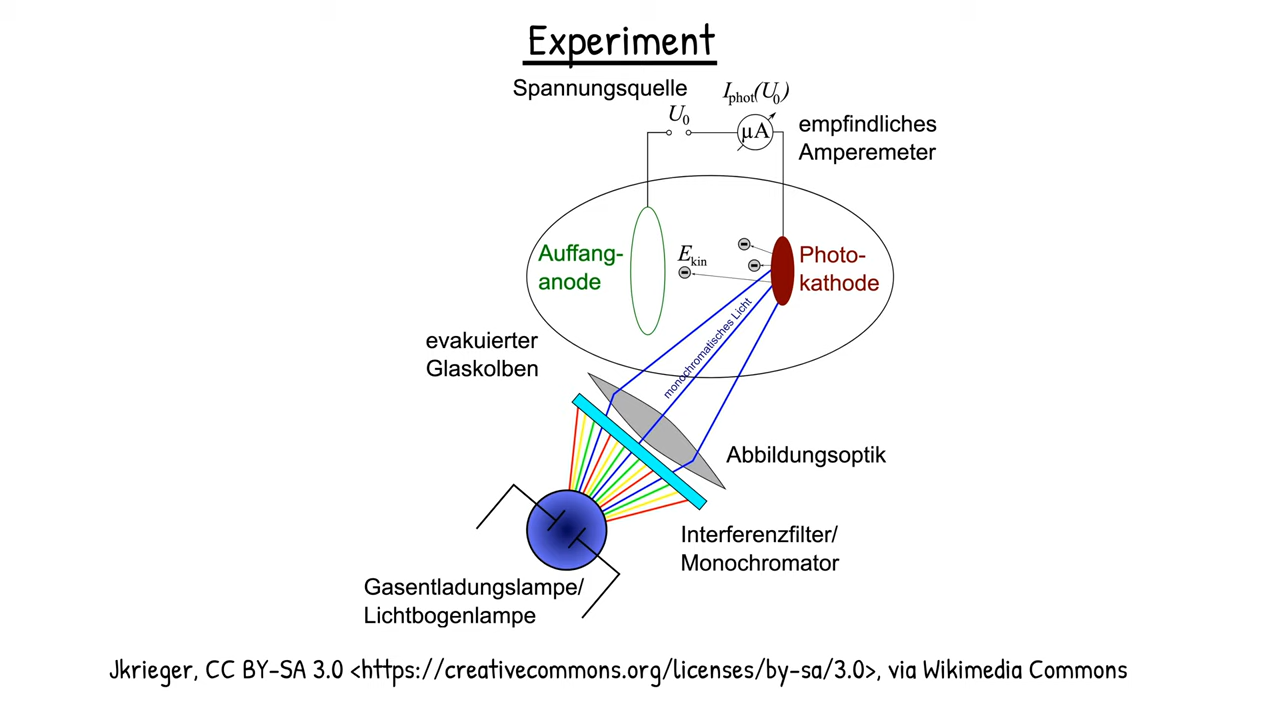 Experiment
Spannungsquelle
U₀
Iphot(U₀)
µA
empfindliches
Amperemeter
Auffang-
anode
Ekin
Photo-
kathode
monochromatisches Licht
evakuierter
Glaskolben
Abbildungsoptik
Interferenzfilter/
Monochromator
Gasentladungslampe/
Lichtbogenlampe
Jkrieger, CC BY-SA 3.0 <https://creativecommons.org/licenses/by-sa/3.0>, via Wikimedia Commons